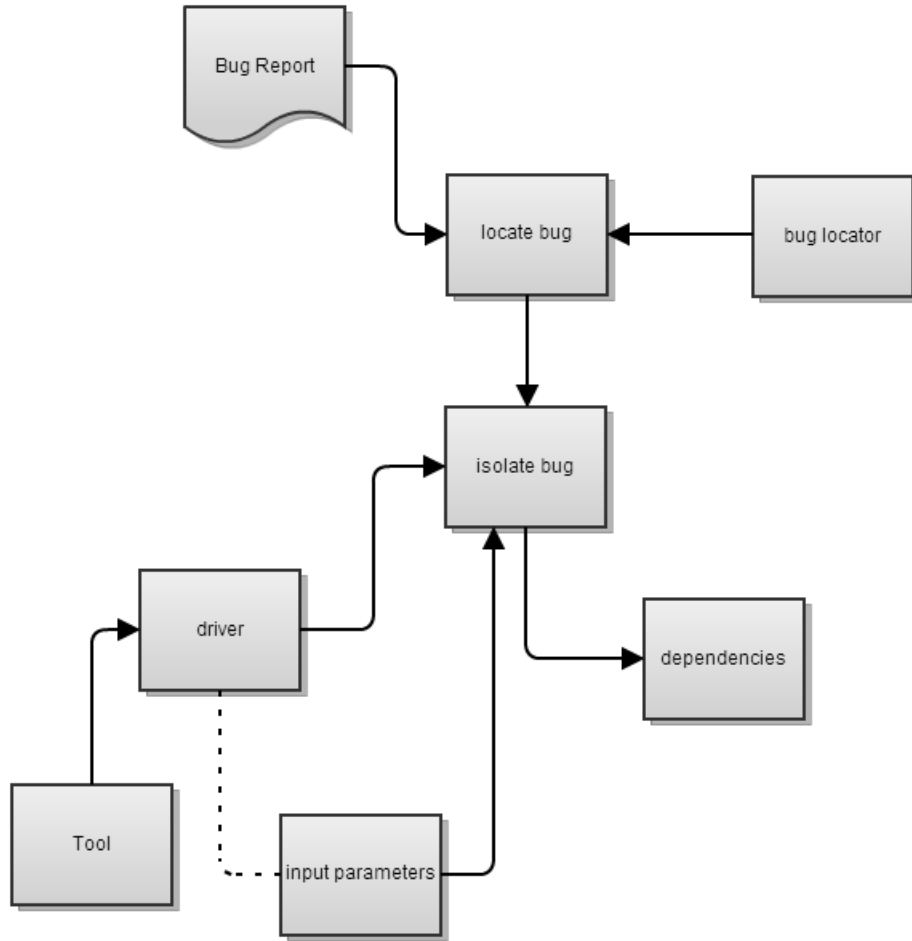 Bug Report
locate bug
bug locator
isolate bug
driver
dependencies
Tool
input parameters